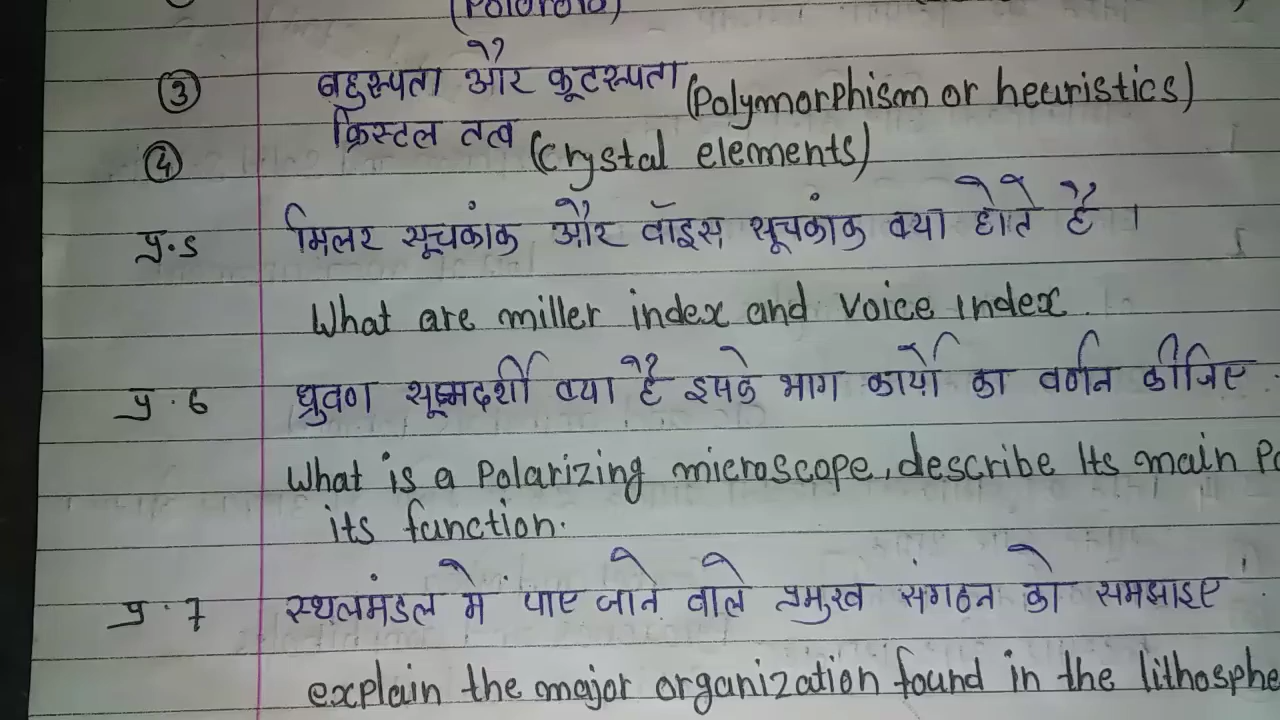 (Polaroid)
③ बहुरूपता और कूटरूपता (Polymorphism or heuristics)
④ क्रिस्टल तत्व (Crystal elements)
प्र.5 मिलर सूचकांक और वॉइस सूचकांक क्या होते है ।
What are miller index and voice index.
प्र.6 ध्रुवण सूक्ष्मदर्शी क्या है इसके भाग कार्यो का वर्णन कीजिए
What is a Polarizing microscope, describe Its main
its function.
प्र.7 स्थलमंडल में पाए जाने वाले प्रमुख संगठन को समझाइए
explain the major organization found in the lithosphe